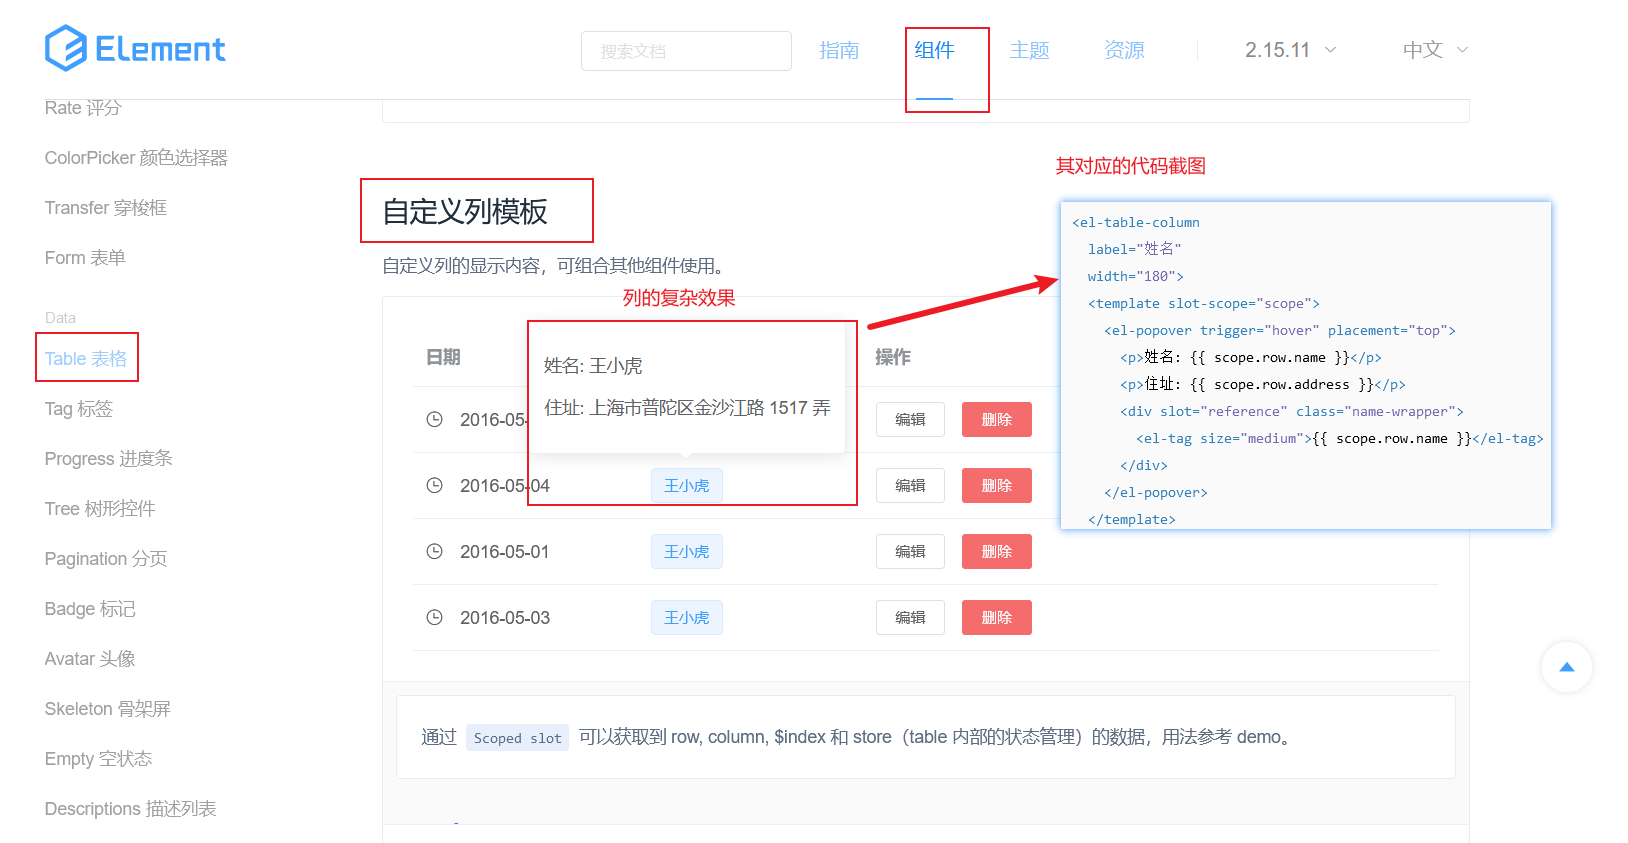 Element
搜索文档
指南
组件
主题
资源
2.15.11
中文
Rate 评分
ColorPicker 颜色选择器
Transfer 穿梭框
Form 表单
Data
Table 表格
Tag 标签
Progress 进度条
Tree 树形控件
Pagination 分页
Badge 标记
Avatar 头像
Skeleton 骨架屏
Empty 空状态
Descriptions 描述列表
自定义列模板
自定义列的显示内容，可组合其他组件使用。
列的复杂效果
日期
操作
姓名: 王小虎
住址: 上海市普陀区金沙江路 1517 弄
2016-05-
编辑
删除
2016-05-04
王小虎
编辑
删除
2016-05-01
王小虎
编辑
删除
2016-05-03
王小虎
编辑
删除
通过 Scoped slot 可以获取到 row, column, $index 和 store（table 内部的状态管理）的数据，用法参考 demo。
其对应的代码截图
<el-table-column
label="姓名"
width="180">
<template slot-scope="scope">
<el-popover trigger="hover" placement="top">
<p>姓名: {{ scope.row.name }}</p>
<p>住址: {{ scope.row.address }}</p>
<div slot="reference" class="name-wrapper">
<el-tag size="medium">{{ scope.row.name }}</el-tag>
</div>
</el-popover>
</template>